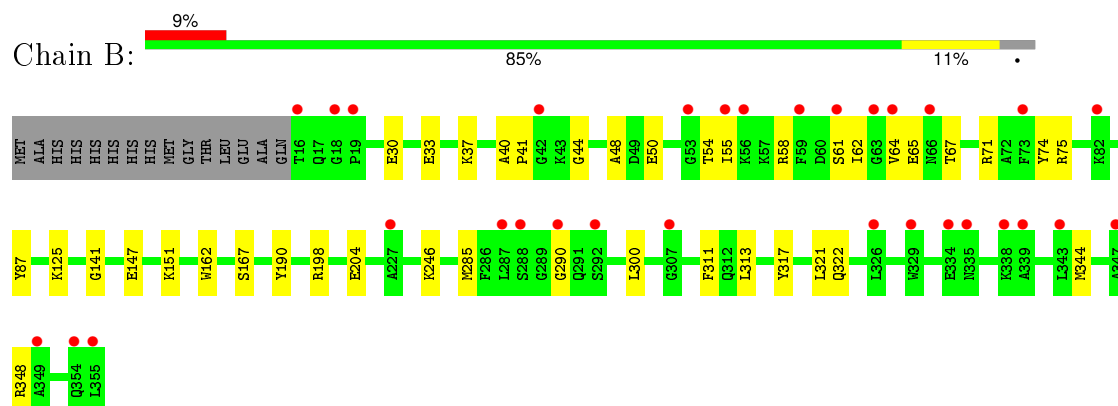 9%
Chain B:
85% 11% •
MET ALA HIS HIS HIS HIS HIS HIS MET GLY THR LEU GLU ALA GLN T16 Q17 G18 P19 E30 E33 K37 A40 P41 G42 K43 G44 A48 D49 E50 G53 T54 I55 K56 K57 R58 F59 D60 S61 I62 G63 V64 E65 N66 T67 R71 A72 F73 Y74 R75 K82
Y87 K125 G141 E147 K151 W162 S167 Y190 R198 E204 A227 K246 M285 F286 L287 S288 G289 G290 Q291 S292 L300 G307 F311 Q312 L313 Y317 L321 Q322 L326 W329 E334 N335 K338 A339 L343 M344 A347
R348 A349 Q354 L355